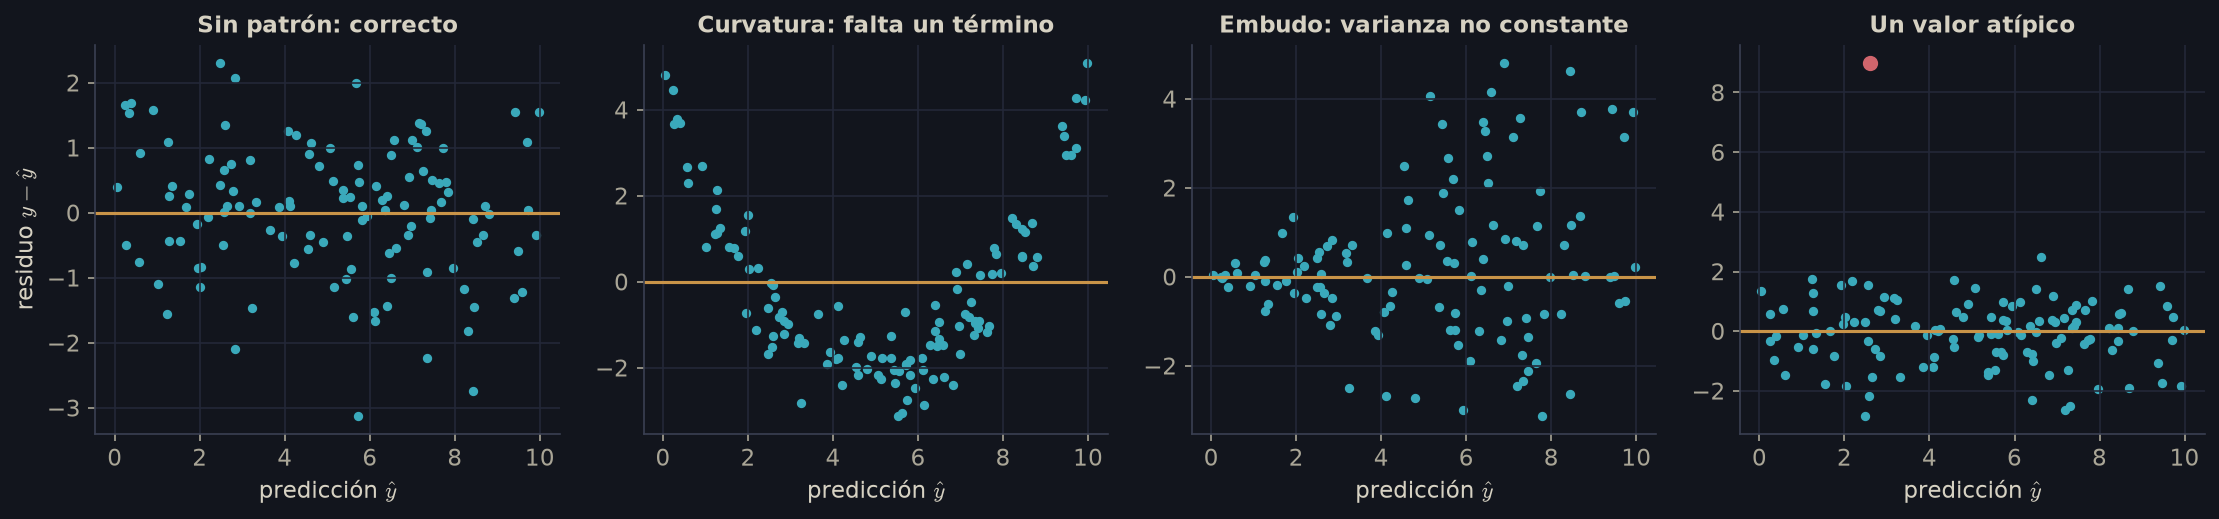 Sin patrón: correcto
residuo y − ŷ
2
1
0
−1
−2
−3
0 2 4 6 8 10
predicción ŷ
Curvatura: falta un término
4
2
0
−2
0 2 4 6 8 10
predicción ŷ
Embudo: varianza no constante
4
2
0
−2
0 2 4 6 8 10
predicción ŷ
Un valor atípico
8
6
4
2
0
−2
0 2 4 6 8 10
predicción ŷ